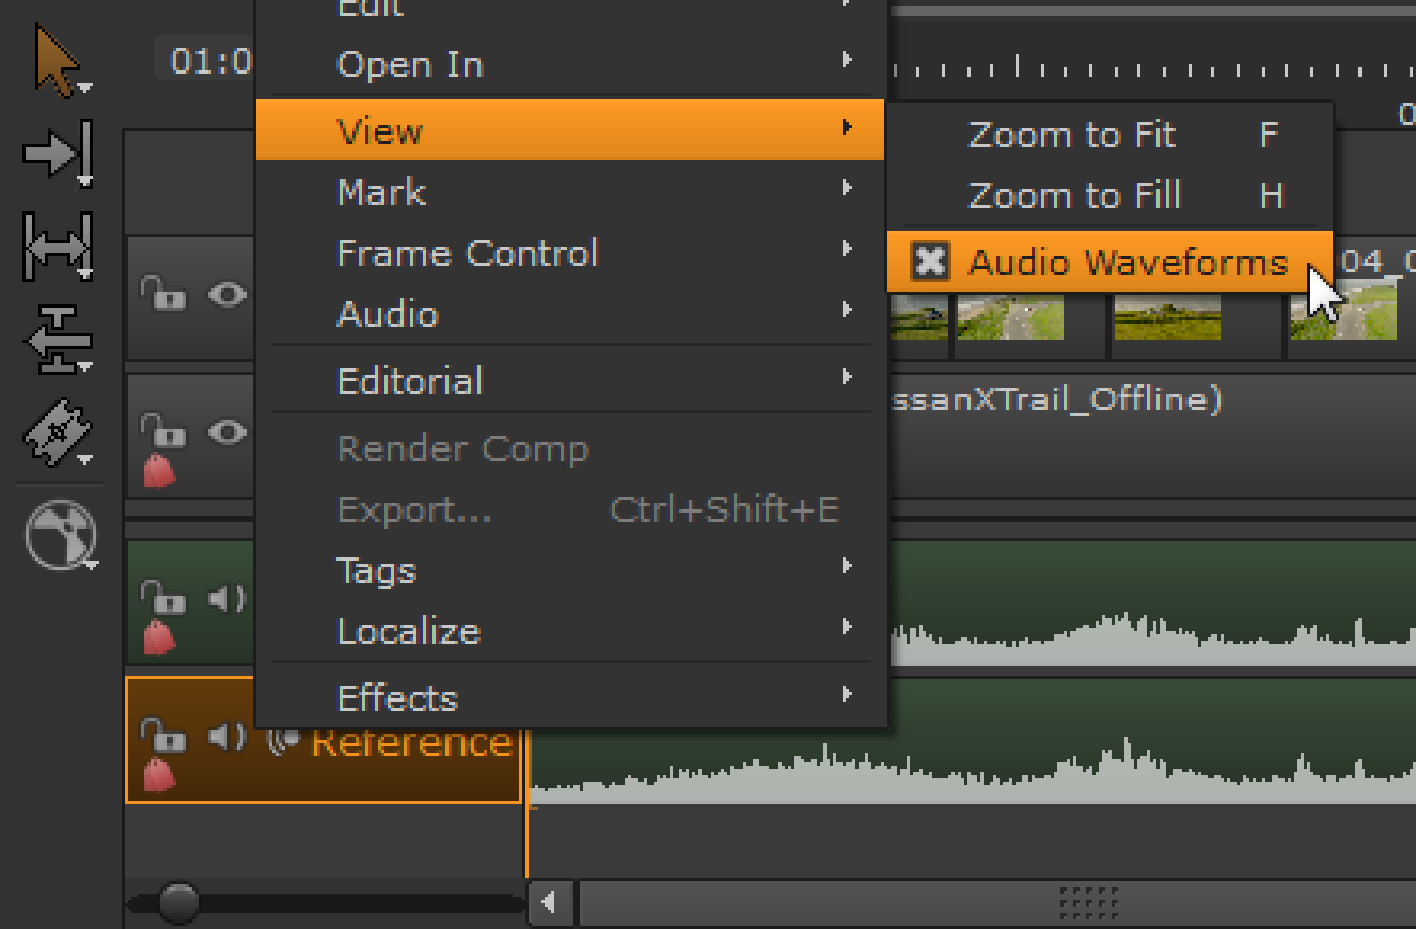 Edit
01:0
Open In
View
Zoom to Fit F
Zoom to Fill H
Audio Waveforms
04_0
Mark
Frame Control
Audio
Editorial
ssanXTrail_Offline)
Render Comp
Export... Ctrl+Shift+E
Tags
Localize
Effects
Reference